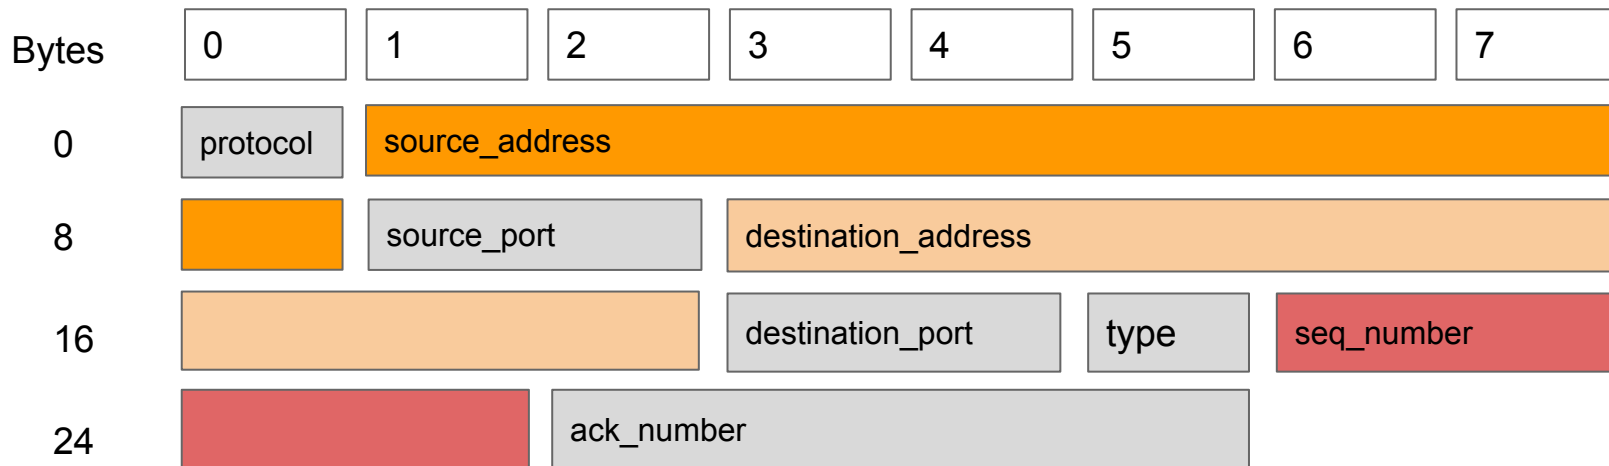 Bytes 0 1 2 3 4 5 6 7
0 protocol source_address
8 source_port destination_address
16 destination_port type seq_number
24 ack_number